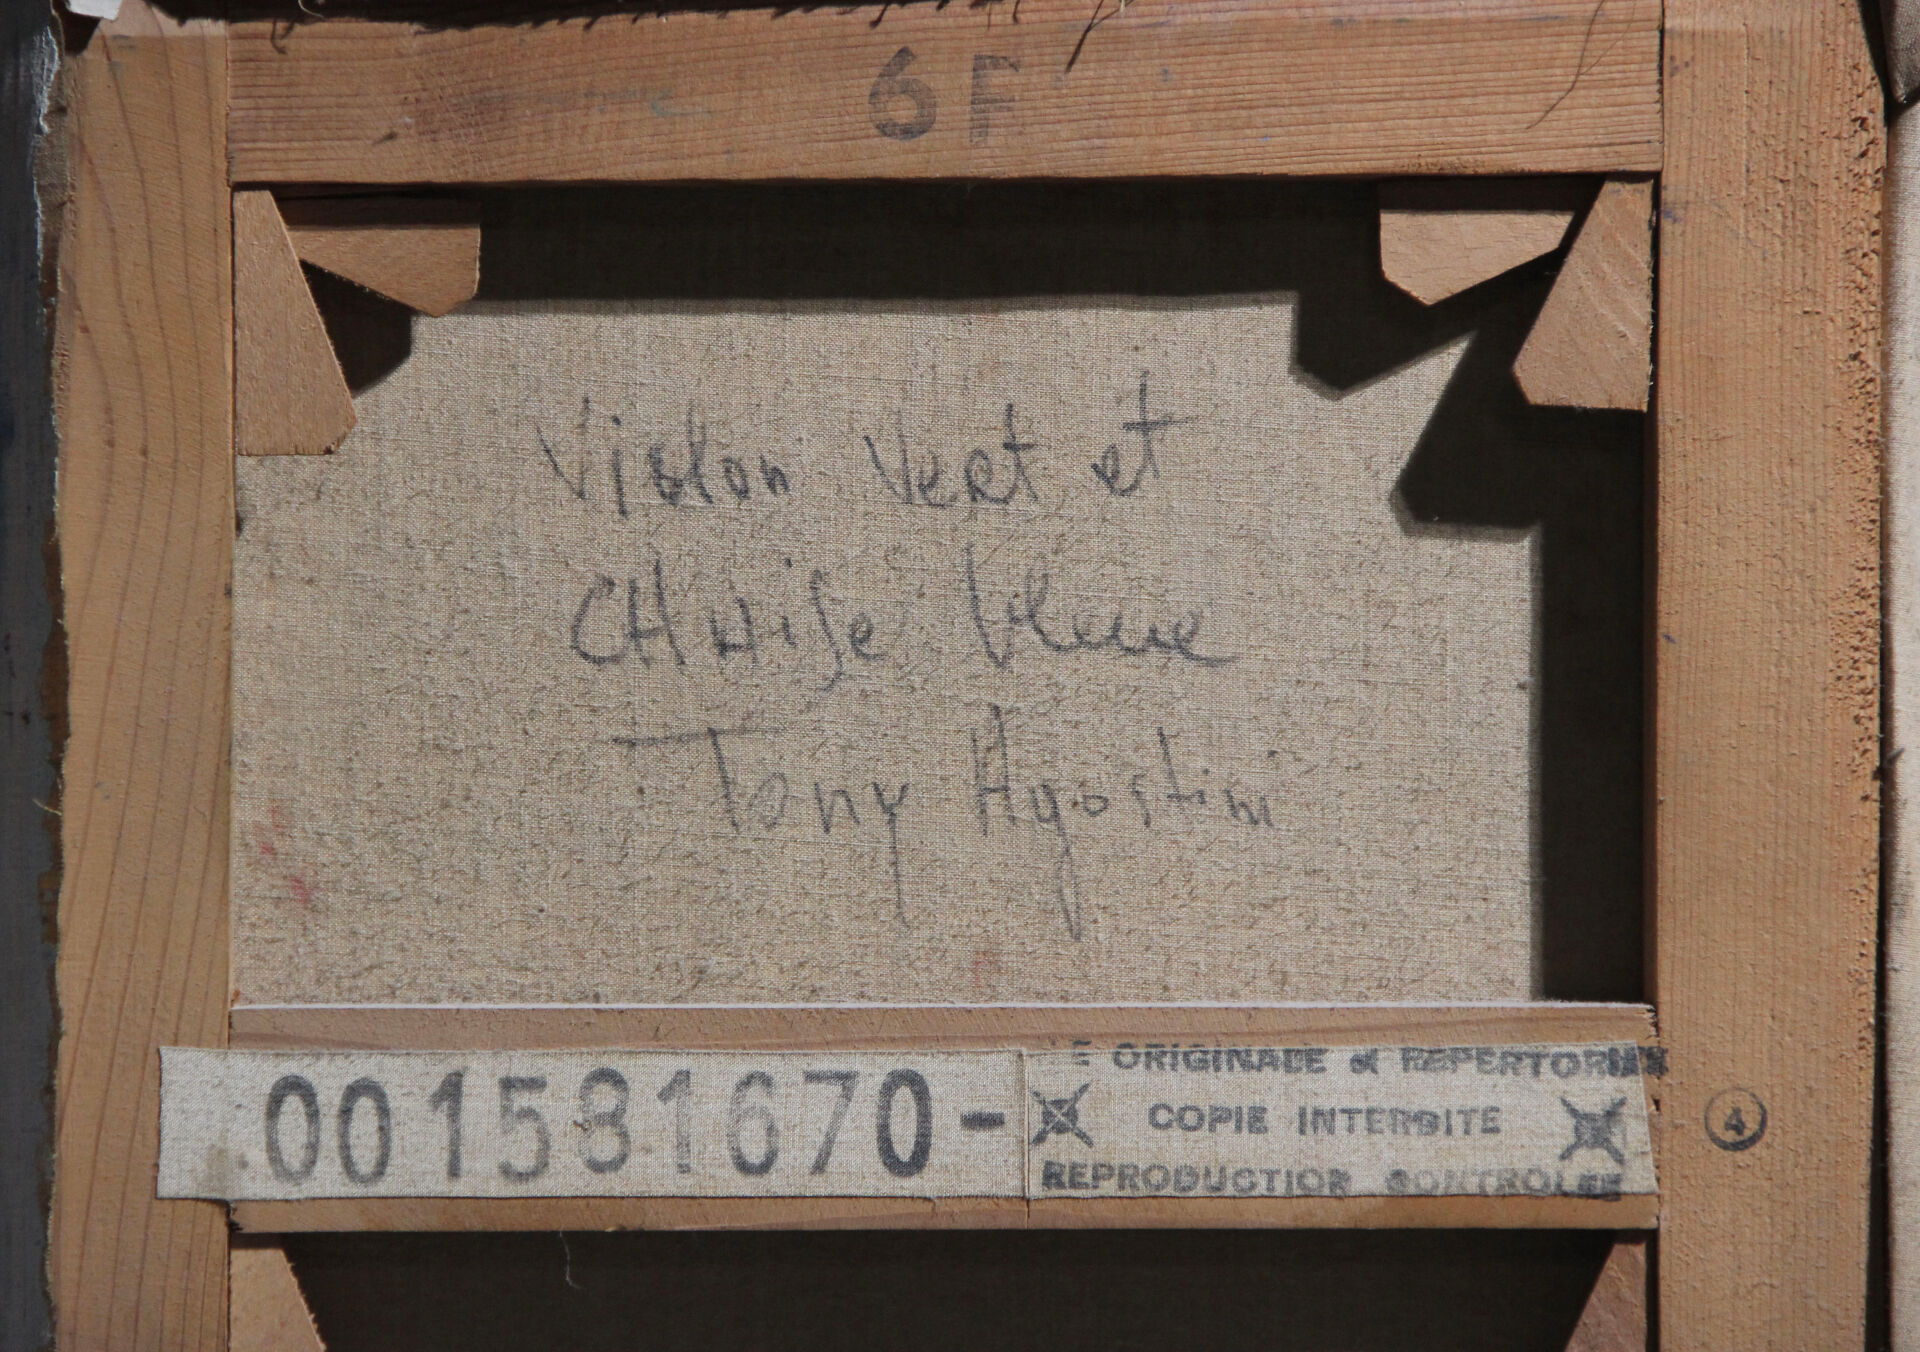 6F
Violon Vert et
CHAise bleue
Tony Agostini
001581670-
E ORIGINALE et REPERTORIEE
COPIE INTERDITE
REPRODUCTION CONTROLEE
4